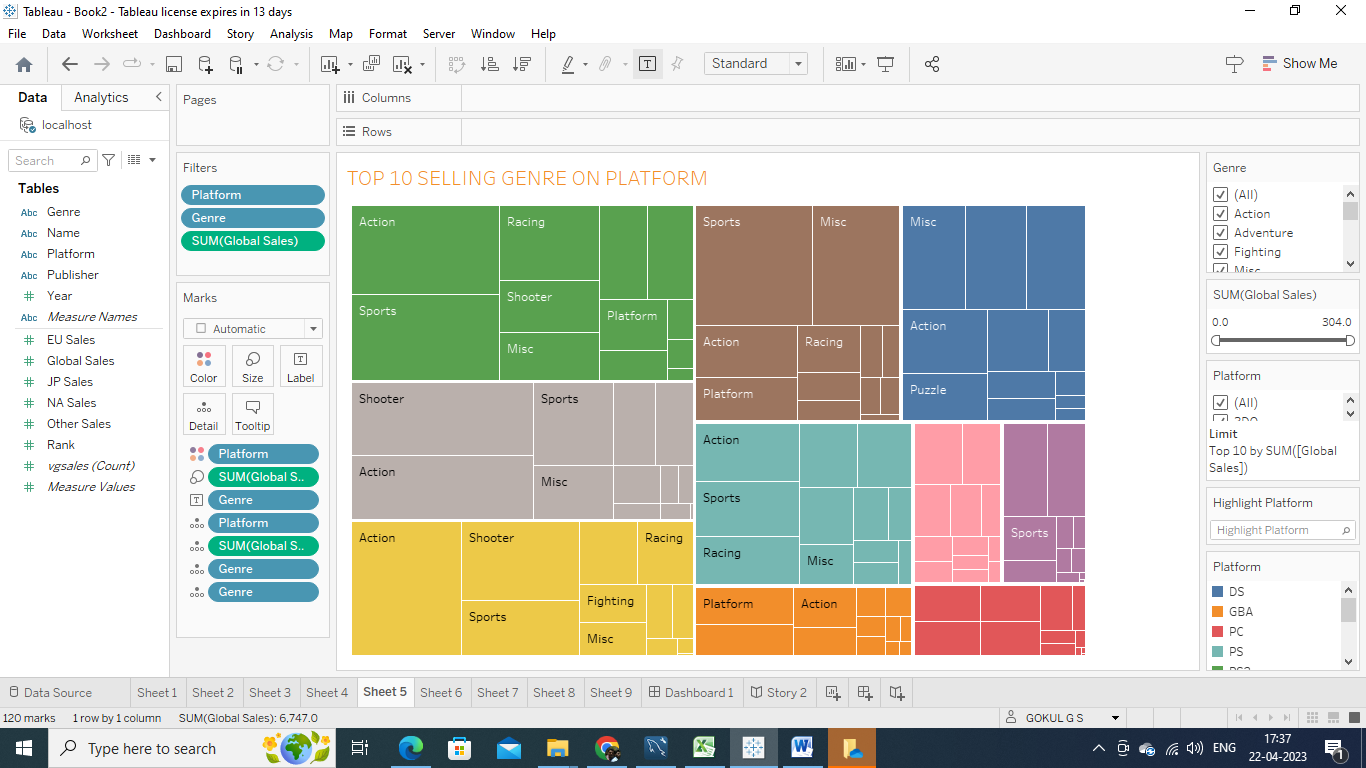 Tableau - Book2 - Tableau license expires in 13 days
File Data Worksheet Dashboard Story Analysis Map Format Server Window Help
Standard
Show Me
Data Analytics
localhost
Search
Tables
Abc Genre
Abc Name
Abc Platform
Abc Publisher
Year
Abc Measure Names
EU Sales
Global Sales
JP Sales
NA Sales
Other Sales
Rank
vgsales (Count)
Measure Values
Pages
Filters
Platform
Genre
SUM(Global Sales)
Marks
Automatic
Color Size Label
Detail Tooltip
Platform
SUM(Global S..
Genre
Platform
SUM(Global S..
Genre
Genre
Columns
Rows
TOP 10 SELLING GENRE ON PLATFORM
Action
Racing
Sports
Shooter
Misc
Platform
Sports
Misc
Action
Racing
Platform
Misc
Action
Puzzle
Shooter
Sports
Action
Misc
Action
Sports
Racing
Misc
Sports
Action
Shooter
Racing
Sports
Fighting
Misc
Platform
Action
Genre
(All)
Action
Adventure
Fighting
Misc
SUM(Global Sales)
0.0 304.0
Platform
(All)
3DO
Limit
Top 10 by SUM([Global
Sales])
Highlight Platform
Highlight Platform
Platform
DS
GBA
PC
PS
PS2
Data Source Sheet 1 Sheet 2 Sheet 3 Sheet 4 Sheet 5 Sheet 6 Sheet 7 Sheet 8 Sheet 9 Dashboard 1 Story 2
120 marks 1 row by 1 column SUM(Global Sales): 6,747.0
GOKUL G S
Type here to search
ENG
17:37
22-04-2023
1